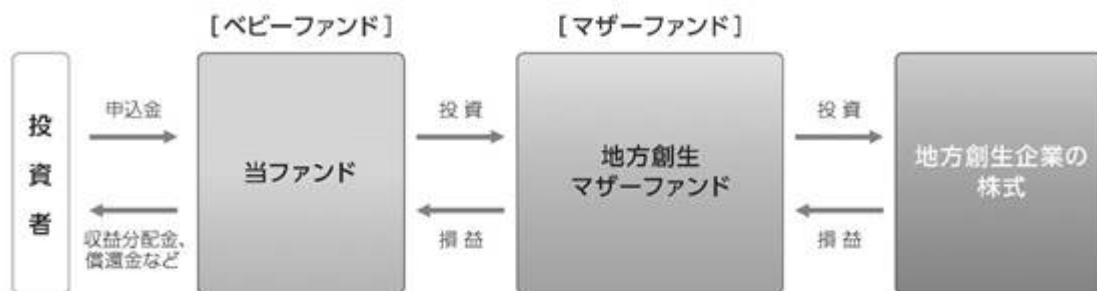 [ベビーファンド]
[マザーファンド]
投資者
申込金
収益分配金、
償還金など
当ファンド
投資
損益
地方創生
マザーファンド
投資
損益
地方創生企業の
株式